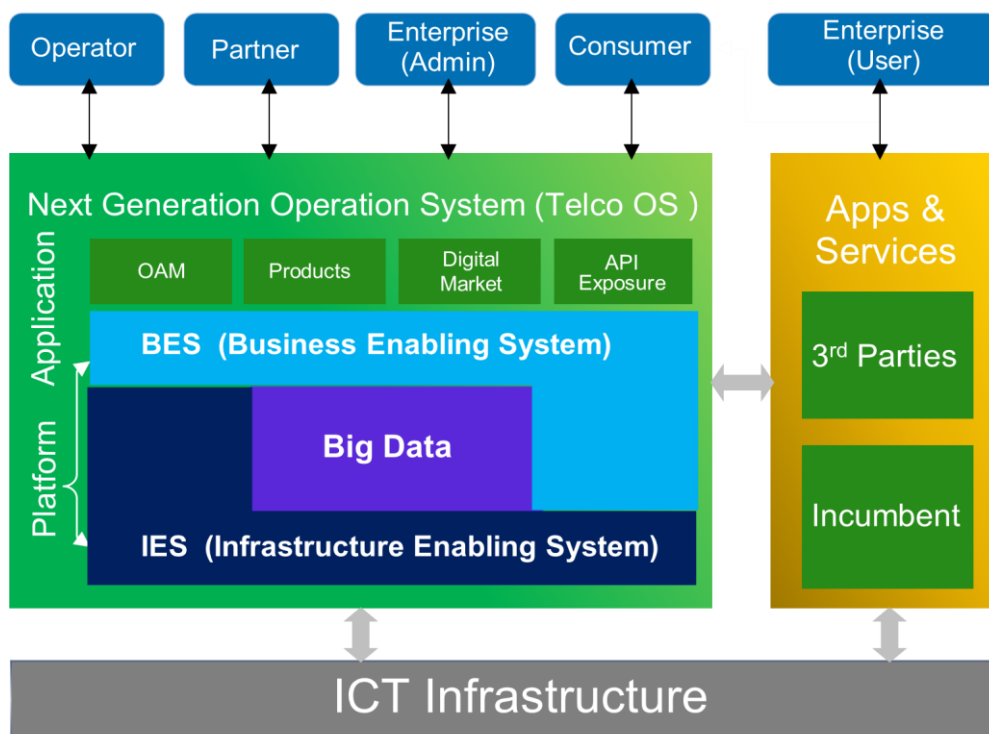 Operator
Partner
Enterprise
(Admin)
Consumer
Enterprise
(User)
Next Generation Operation System (Telco OS )
Application
OAM
Products
Digital
Market
API
Exposure
BES (Business Enabling System)
Platform
Big Data
IES (Infrastructure Enabling System)
Apps &
Services
3rd Parties
Incumbent
ICT Infrastructure